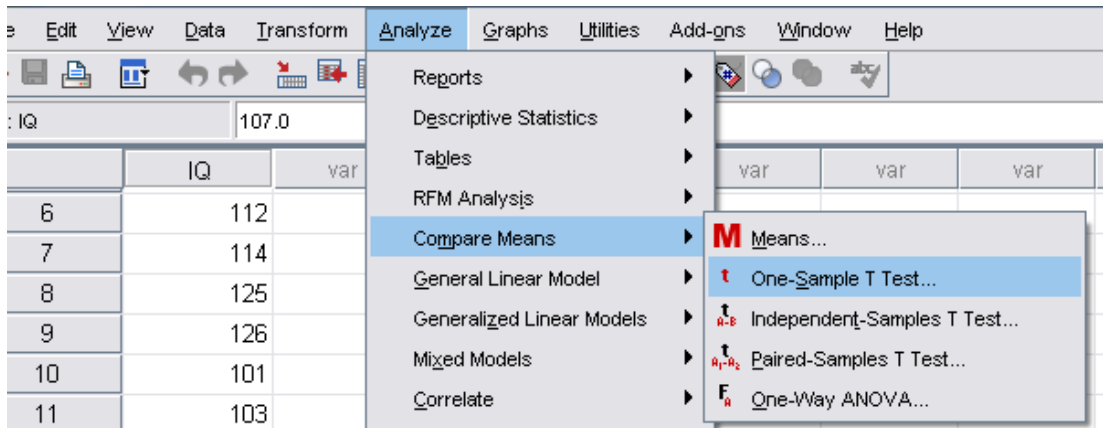 e Edit View Data Transform Analyze Graphs Utilities Add-ons Window Help
: IQ 107.0
IQ var var var var
6 112
7 114
8 125
9 126
10 101
11 103
Reports
Descriptive Statistics
Tables
RFM Analysis
Compare Means
General Linear Model
Generalized Linear Models
Mixed Models
Correlate
M Means...
t One-Sample T Test...
t A-B Independent-Samples T Test...
t A₁-A₂ Paired-Samples T Test...
F A One-Way ANOVA...